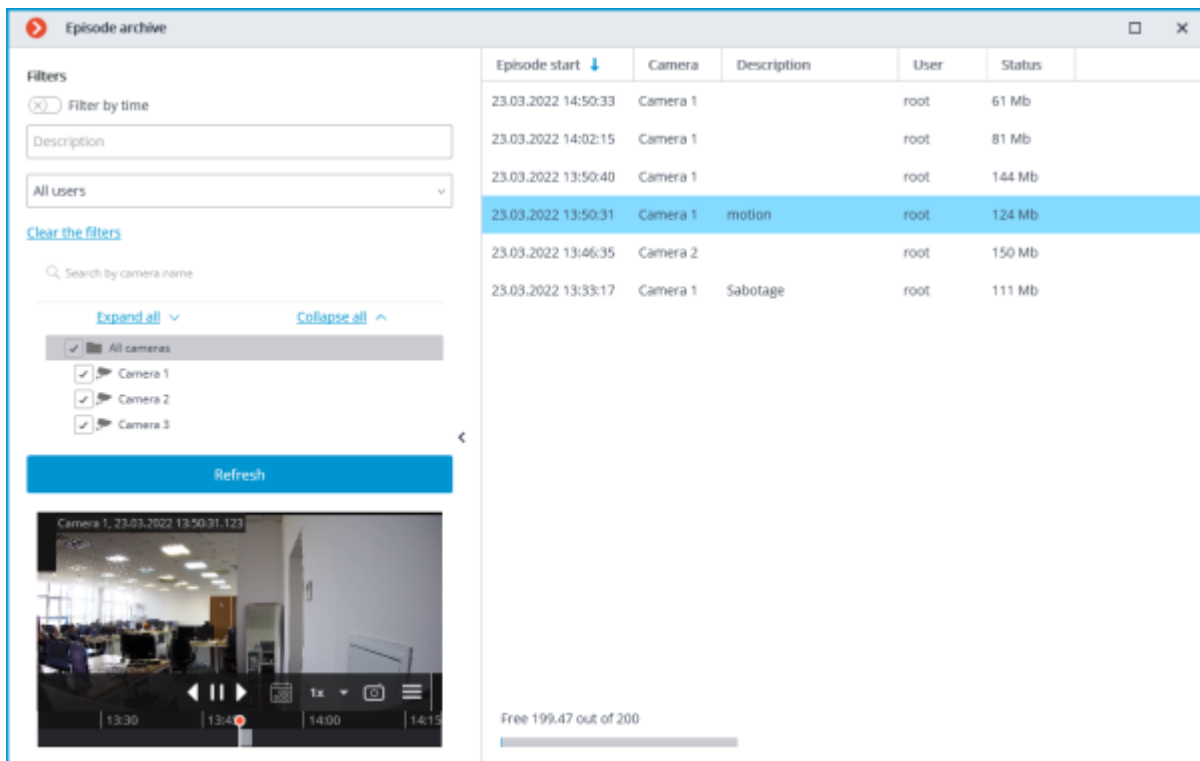 Episode archive
Filters
Filter by time
Description
All users
Clear the filters
Search by camera name
Expand all
Collapse all
All cameras
Camera 1
Camera 2
Camera 3
Refresh
Camera 1, 23.03.2022 13:50:31.123
1x
13:30 13:45 14:00 14:15
Episode start Camera Description User Status
23.03.2022 14:50:33 Camera 1 root 61 Mb
23.03.2022 14:02:15 Camera 1 root 81 Mb
23.03.2022 13:50:40 Camera 1 root 144 Mb
23.03.2022 13:50:31 Camera 1 motion root 124 Mb
23.03.2022 13:46:35 Camera 2 root 150 Mb
23.03.2022 13:33:17 Camera 1 Sabotage root 111 Mb
Free 199.47 out of 200